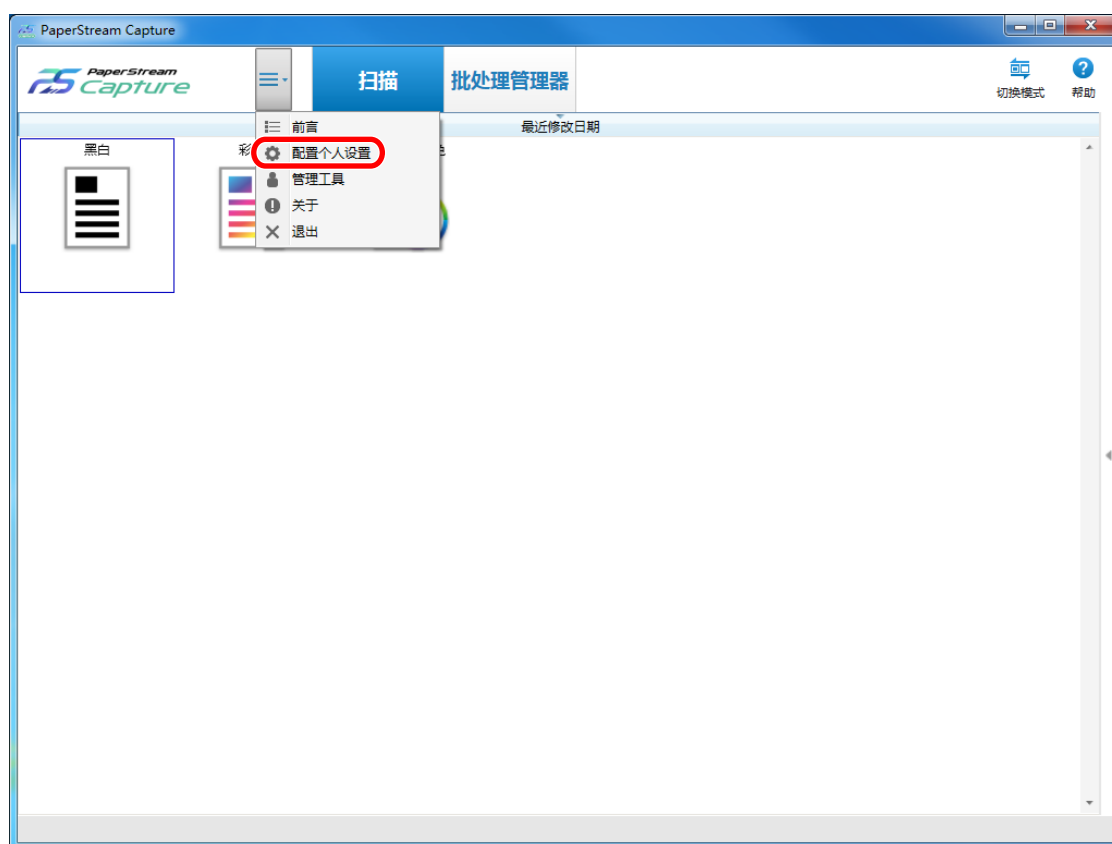 PaperStream Capture
PaperStream
Capture
扫描
批处理管理器
切换模式
帮助
最近修改日期
黑白
彩
前言
配置个人设置
管理工具
关于
退出